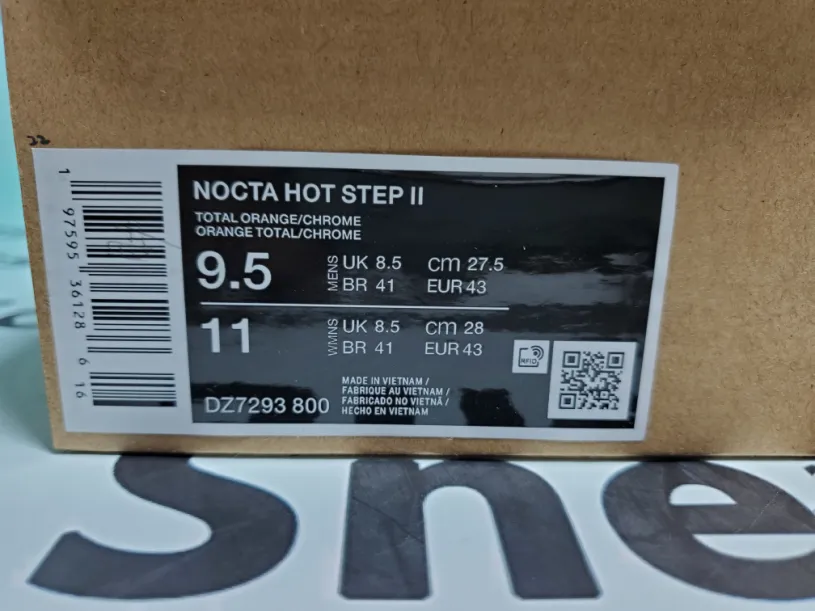 22
NOCTA HOT STEP II
TOTAL ORANGE/CHROME
ORANGE TOTAL/CHROME
9.5 MENS UK 8.5 cm 27.5
BR 41 EUR 43
11 WMNS UK 8.5 cm 28
BR 41 EUR 43
RFID
DZ7293 800
MADE IN VIETNAM /
FABRIQUE AU VIETNAM /
FABRICADO NO VIETNÃ /
HECHO EN VIETNAM
1 97595 36128 6 16
Sne